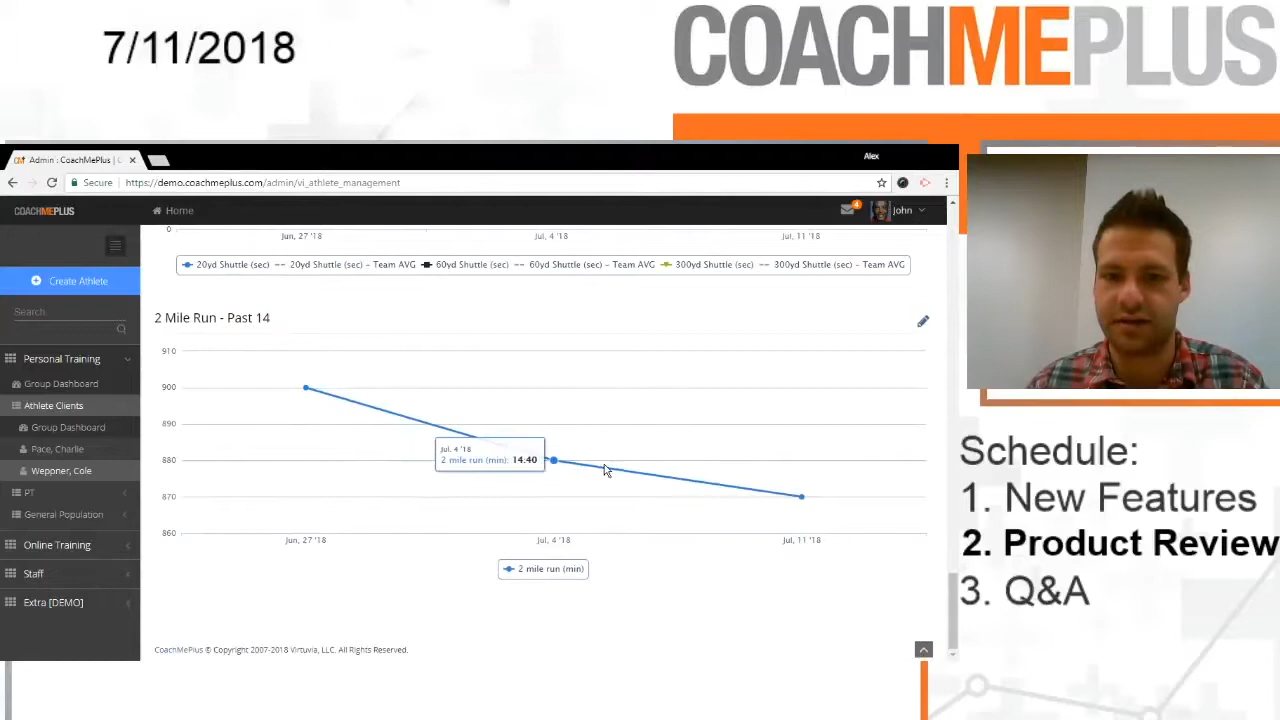 7/11/2018
COACHMEPLUS
Admin : CoachMePlus |
Alex
Secure
https://demo.coachmeplus.com/admin/vi_athlete_management
COACHMEPLUS
Home
4
John
Create Athlete
Search
Personal Training
Group Dashboard
Athlete Clients
Group Dashboard
Pace, Charlie
Weppner, Cole
PT
General Population
Online Training
Staff
Extra [DEMO]
0
Jun, 27 '18
Jul, 4 '18
Jul, 11 '18
20yd Shuttle (sec)
20yd Shuttle (sec) - Team AVG
60yd Shuttle (sec)
60yd Shuttle (sec) - Team AVG
300yd Shuttle (sec)
300yd Shuttle (sec) - Team AVG
2 Mile Run - Past 14
910
900
890
880
870
860
Jul, 4 '18
2 mile run (min): 14:40
Jun, 27 '18
Jul, 4 '18
Jul, 11 '18
2 mile run (min)
CoachMePlus © Copyright 2007-2018 Virtuvia, LLC. All Rights Reserved.
Schedule:
1. New Features
2. Product Review
3. Q&A